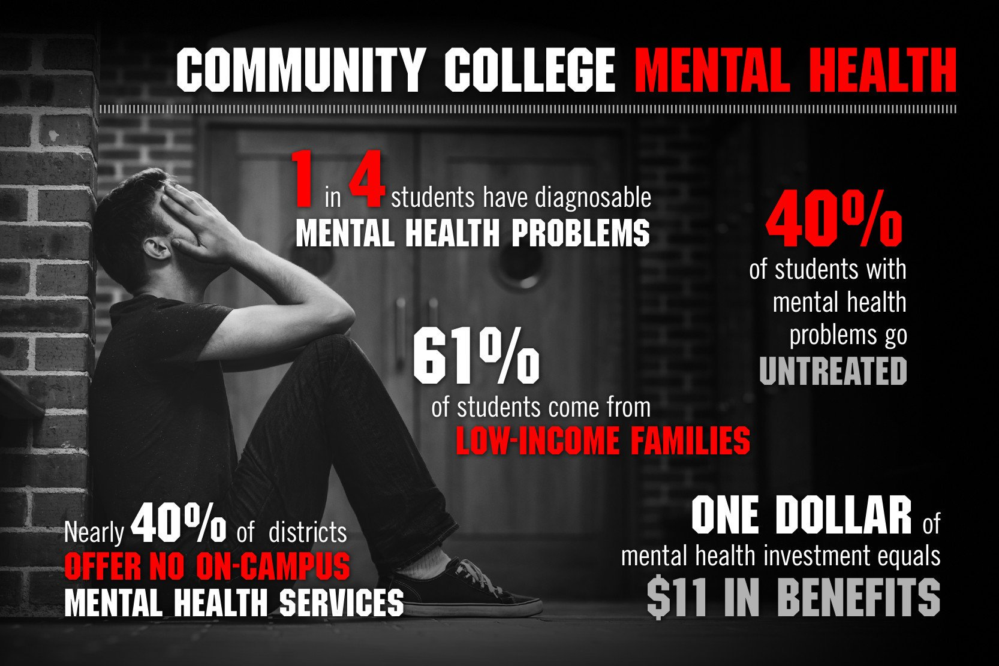 COMMUNITY COLLEGE MENTAL HEALTH
1 in 4 students have diagnosable
MENTAL HEALTH PROBLEMS
40%
of students with
mental health
problems go
UNTREATED
61%
of students come from
LOW-INCOME FAMILIES
Nearly 40% of districts
OFFER NO ON-CAMPUS
MENTAL HEALTH SERVICES
ONE DOLLAR of
mental health investment equals
$11 IN BENEFITS